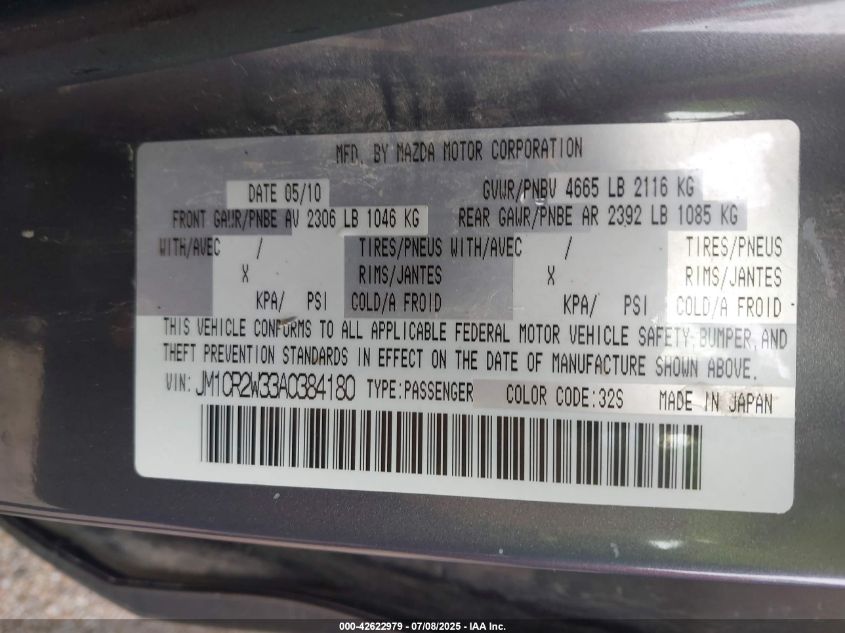 MFD. BY MAZDA MOTOR CORPORATION
DATE 05/10 GVWR/PNBV 4665 LB 2116 KG
FRONT GAWR/PNBE AV 2306 LB 1046 KG REAR GAWR/PNBE AR 2392 LB 1085 KG
WITH/AVEC / TIRES/PNEUS WITH/AVEC / TIRES/PNEUS
X RIMS/JANTES X RIMS/JANTES
KPA/ PSI COLD/A FROID KPA/ PSI COLD/A FROID
THIS VEHICLE CONFORMS TO ALL APPLICABLE FEDERAL MOTOR VEHICLE SAFETY, BUMPER, AND
THEFT PREVENTION STANDARDS IN EFFECT ON THE DATE OF MANUFACTURE SHOWN ABOVE.
VIN: JM1CR2W33A0384180 TYPE:PASSENGER COLOR CODE:32S MADE IN JAPAN
000-42622979 - 07/08/2025 - IAA Inc.